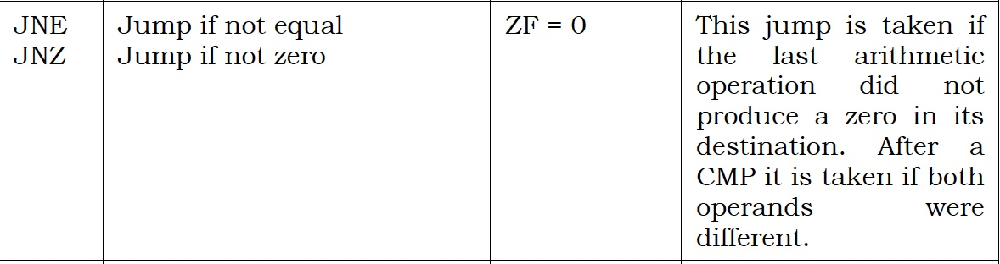 JNE
JNZ
Jump if not equal
Jump if not zero
ZF = 0
This jump is taken if
the last arithmetic
operation did not
produce a zero in its
destination. After a
CMP it is taken if both
operands were
different.